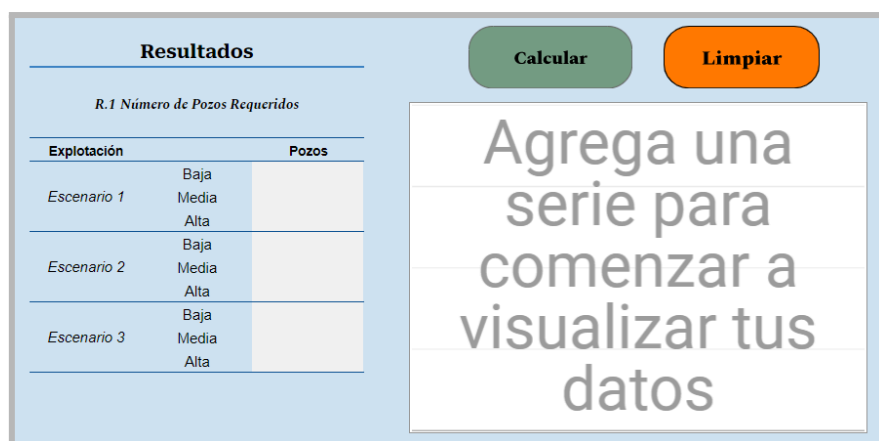 Resultados
R.1 Número de Pozos Requeridos
Explotación Pozos
Escenario 1
Baja
Media
Alta
Escenario 2
Baja
Media
Alta
Escenario 3
Baja
Media
Alta
Calcular
Limpiar
Agrega una
serie para
comenzar a
visualizar tus
datos